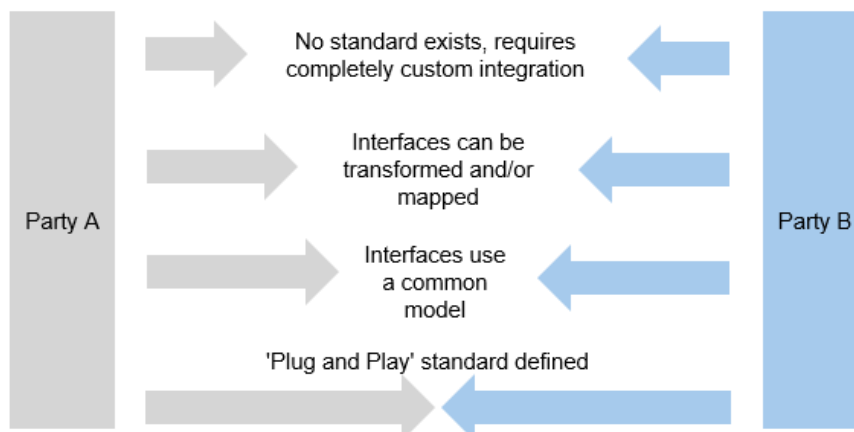 No standard exists, requires
completely custom integration
Interfaces can be
transformed and/or
mapped
Party A
Party B
Interfaces use
a common
model
'Plug and Play' standard defined